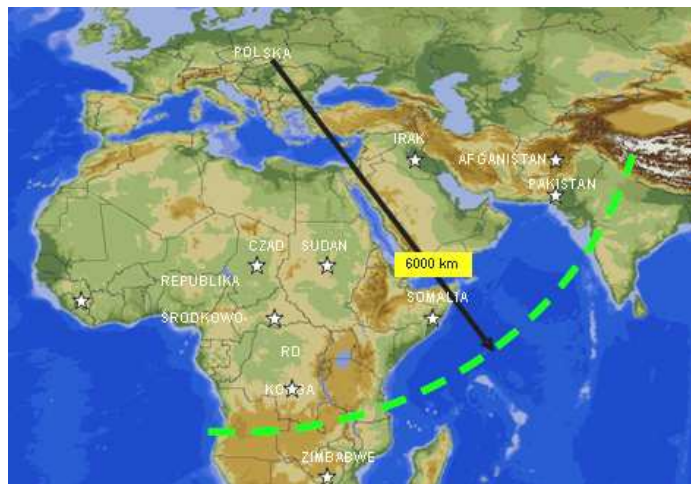 POLSKA
IRAK
AFGANISTAN
PAKISTAN
CZAD SUDAN
6000 km
REPUBLIKA
SOMALIA
ŚRODKOWO-
RD
KONGA
ZIMBABWE